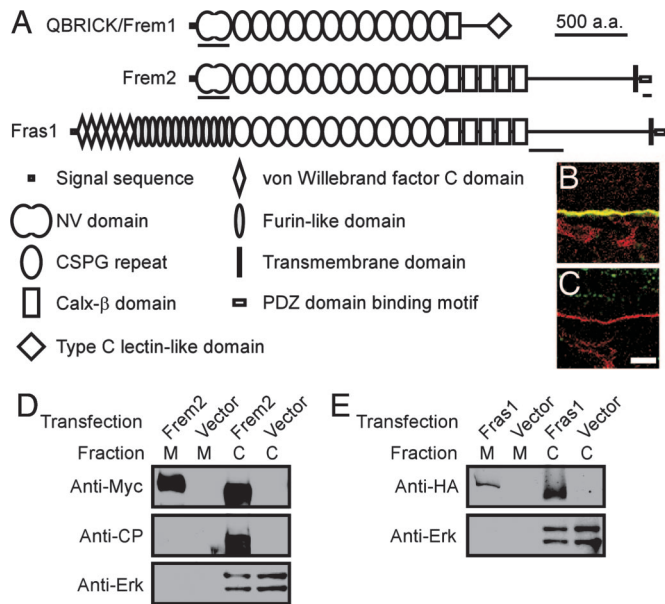 A
QBRICK/Frem1
500 a.a.
Frem2
Fras1
Signal sequence
von Willebrand factor C domain
NV domain
Furin-like domain
CSPG repeat
Transmembrane domain
Calx-β domain
PDZ domain binding motif
Type C lectin-like domain
B
C
D
Transfection Frem2 Vector Frem2 Vector
Fraction M M C C
Anti-Myc
Anti-CP
Anti-Erk
E
Transfection Fras1 Vector Fras1 Vector
Fraction M M C C
Anti-HA
Anti-Erk